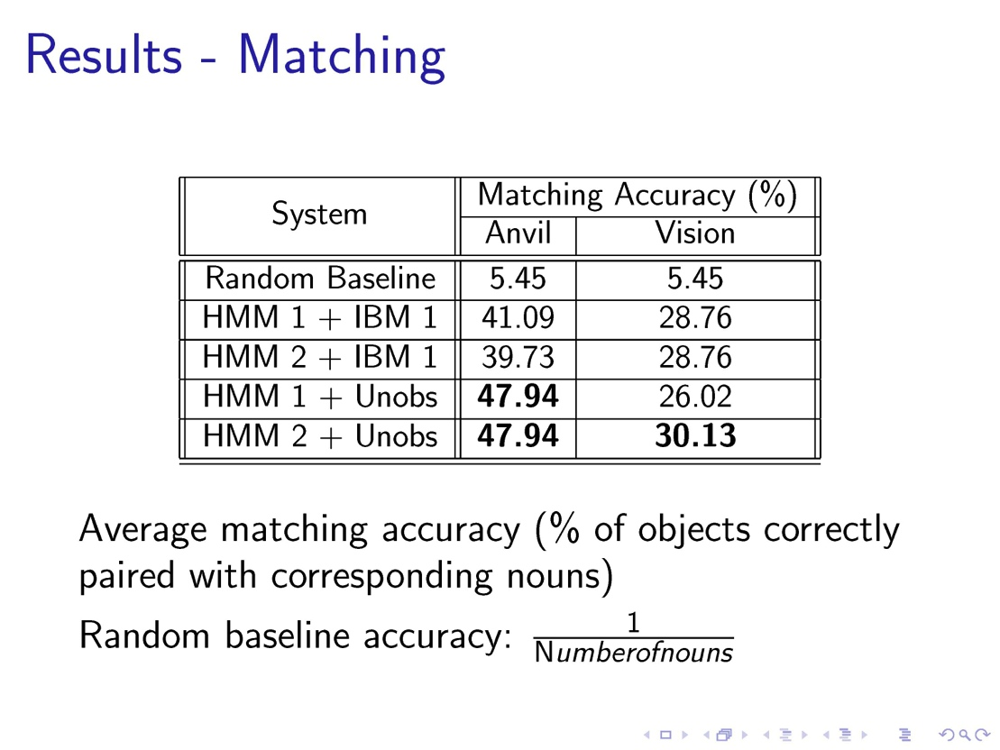 Results - Matching
System Matching Accuracy (%)
Anvil Vision
Random Baseline 5.45 5.45
HMM 1 + IBM 1 41.09 28.76
HMM 2 + IBM 1 39.73 28.76
HMM 1 + Unobs 47.94 26.02
HMM 2 + Unobs 47.94 30.13
Average matching accuracy (% of objects correctly
paired with corresponding nouns)
Random baseline accuracy: 1
Numberofnouns